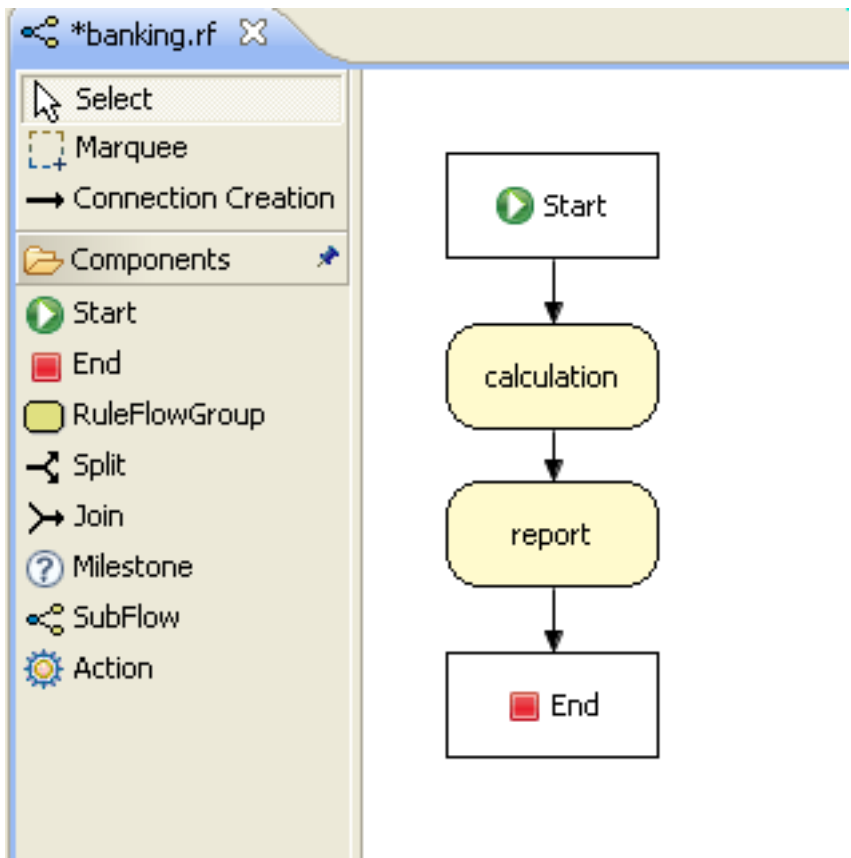 *banking.rf
Select
Marquee
Connection Creation
Components
Start
End
RuleFlowGroup
Split
Join
Milestone
SubFlow
Action
Start
calculation
report
End